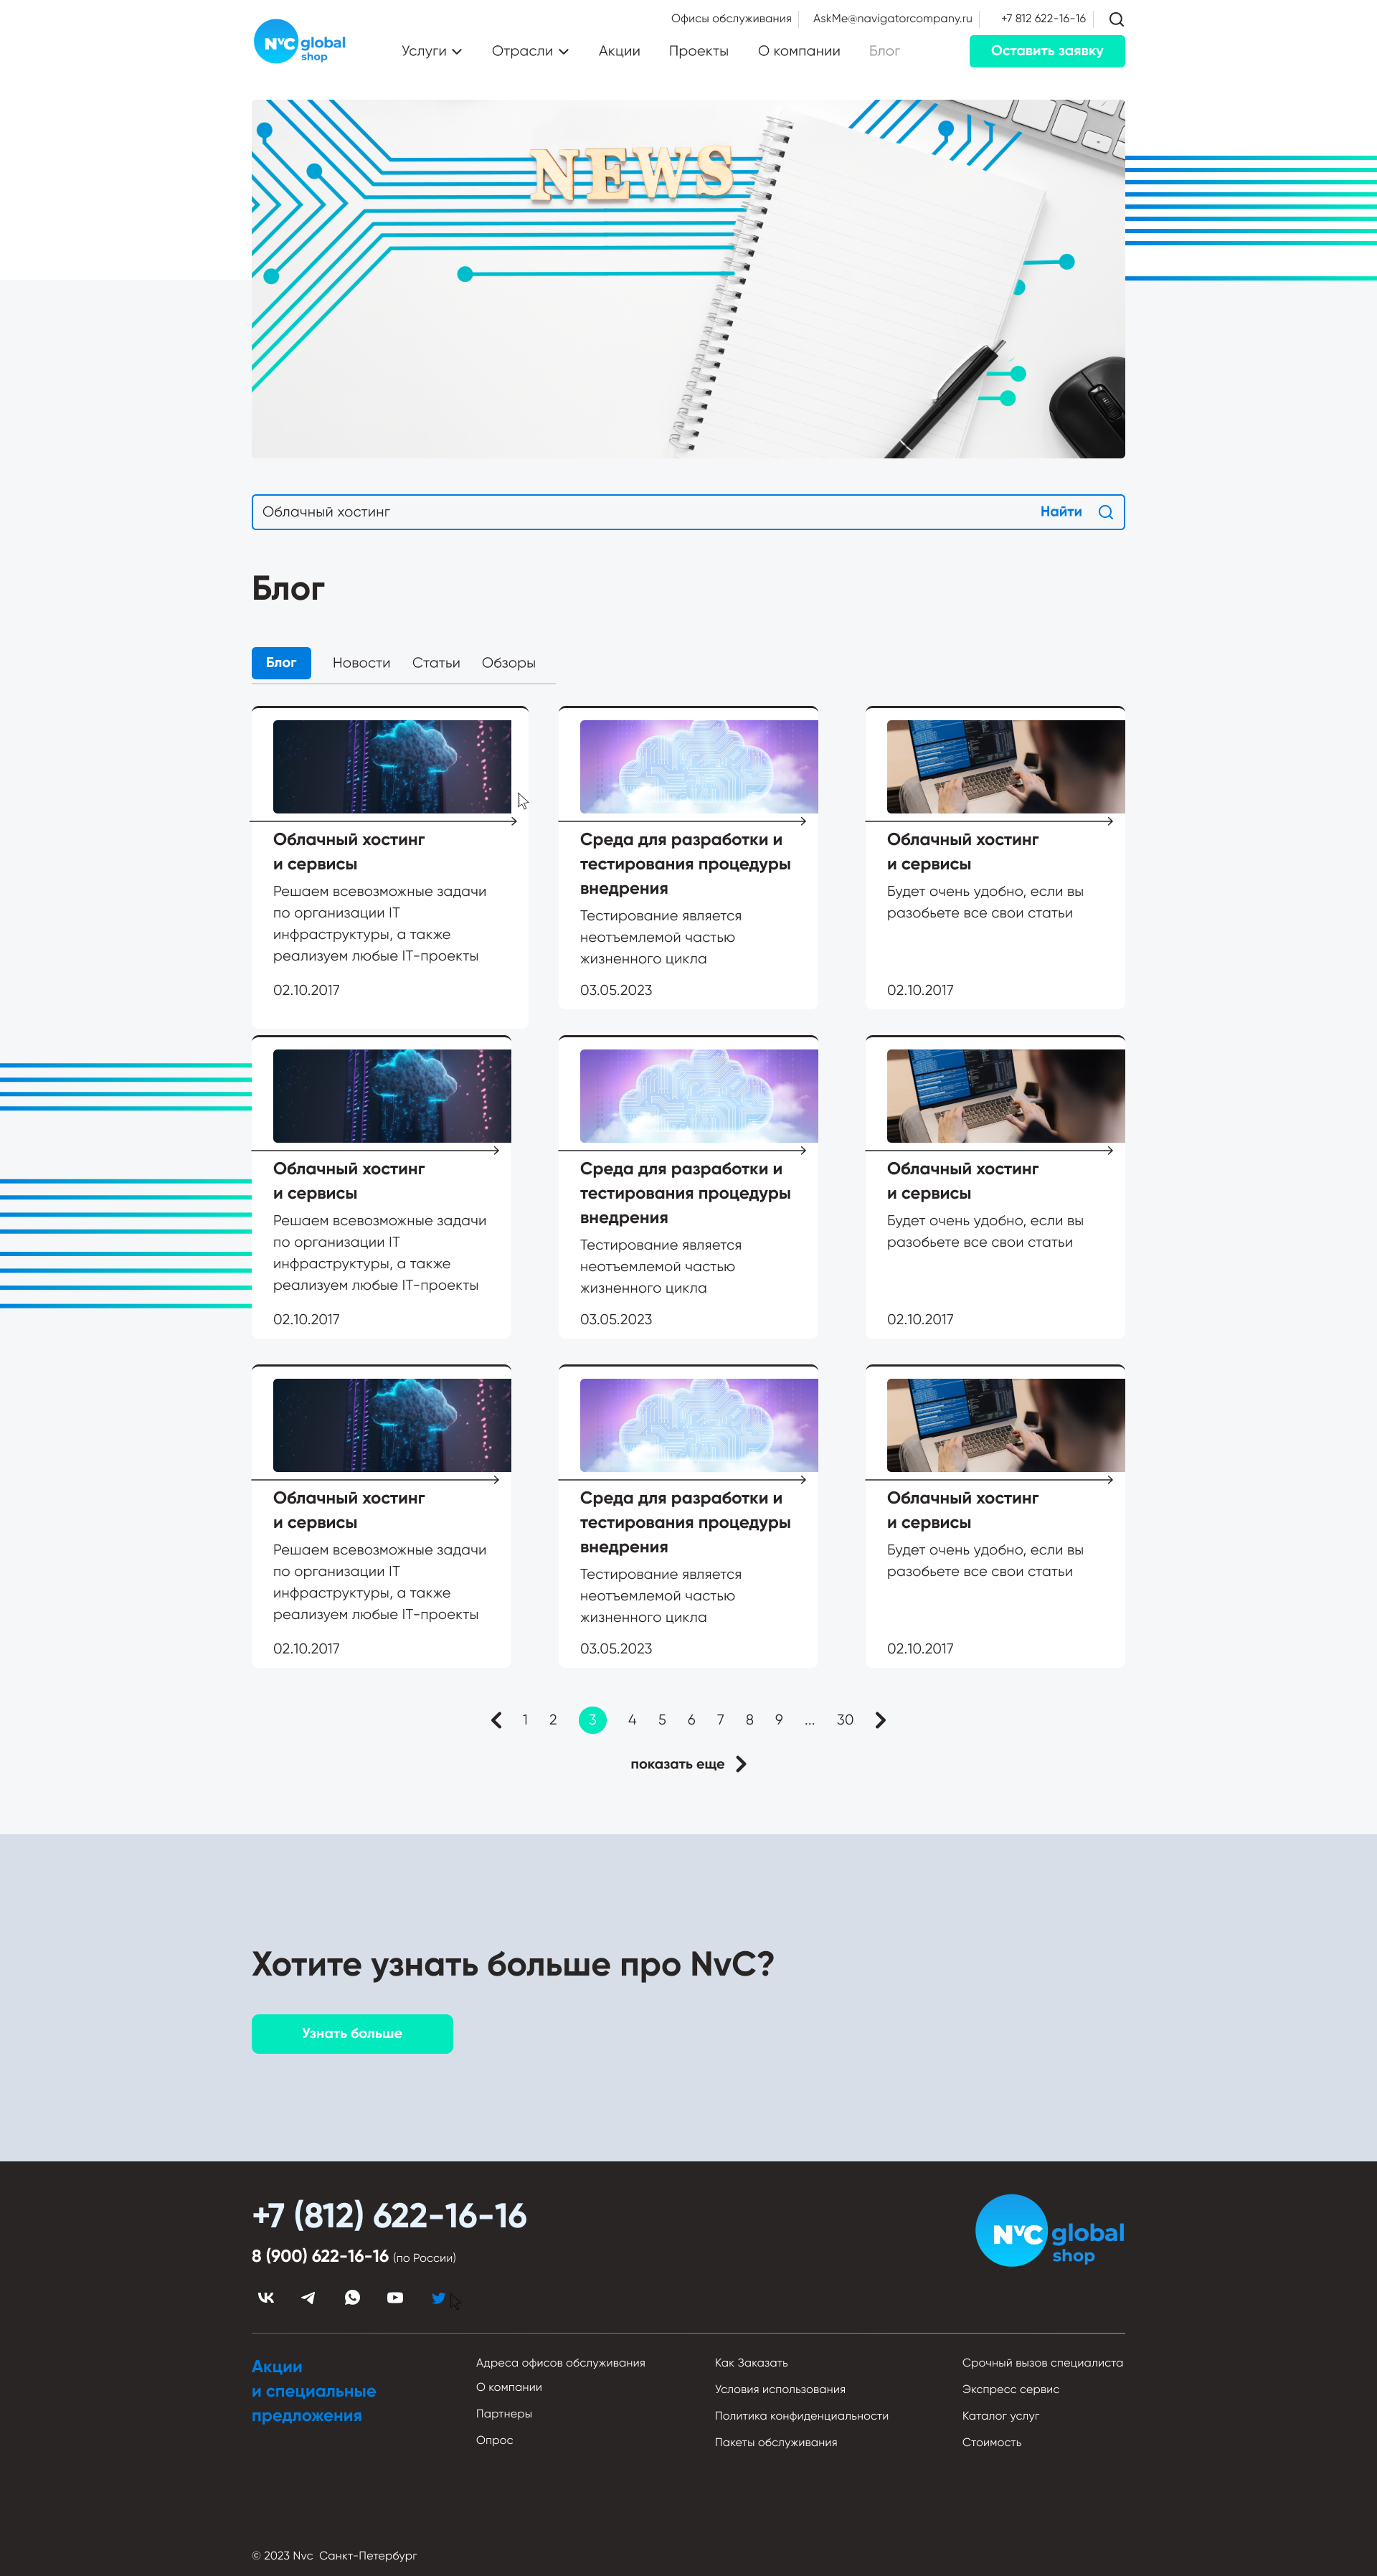 Офисы обслуживания
AskMe@navigatorcompany.ru
+7 812 622-16-16
NvC global
shop
Услуги
Отрасли
Акции
Проекты
О компании
Блог
Оставить заявку
NEWS
Облачный хостинг
Найти
Блог
Блог
Новости
Статьи
Обзоры
Облачный хостинг
и сервисы
Решаем всевозможные задачи
по организации IT
инфраструктуры, а также
реализуем любые IT-проекты
02.10.2017
Среда для разработки и
тестирования процедуры
внедрения
Тестирование является
неотъемлемой частью
жизненного цикла
03.05.2023
Облачный хостинг
и сервисы
Будет очень удобно, если вы
разобьете все свои статьи
02.10.2017
Облачный хостинг
и сервисы
Решаем всевозможные задачи
по организации IT
инфраструктуры, а также
реализуем любые IT-проекты
02.10.2017
Среда для разработки и
тестирования процедуры
внедрения
Тестирование является
неотъемлемой частью
жизненного цикла
03.05.2023
Облачный хостинг
и сервисы
Будет очень удобно, если вы
разобьете все свои статьи
02.10.2017
Облачный хостинг
и сервисы
Решаем всевозможные задачи
по организации IT
инфраструктуры, а также
реализуем любые IT-проекты
02.10.2017
Среда для разработки и
тестирования процедуры
внедрения
Тестирование является
неотъемлемой частью
жизненного цикла
03.05.2023
Облачный хостинг
и сервисы
Будет очень удобно, если вы
разобьете все свои статьи
02.10.2017
1 2 3 4 5 6 7 8 9 ... 30
показать еще
Хотите узнать больше про NvC?
Узнать больше
+7 (812) 622-16-16
8 (900) 622-16-16 (по России)
NvC global
shop
Акции
и специальные
предложения
Адреса офисов обслуживания
О компании
Партнеры
Опрос
Как Заказать
Условия использования
Политика конфиденциальности
Пакеты обслуживания
Срочный вызов специалиста
Экспресс сервис
Каталог услуг
Стоимость
© 2023 Nvc Санкт-Петербург